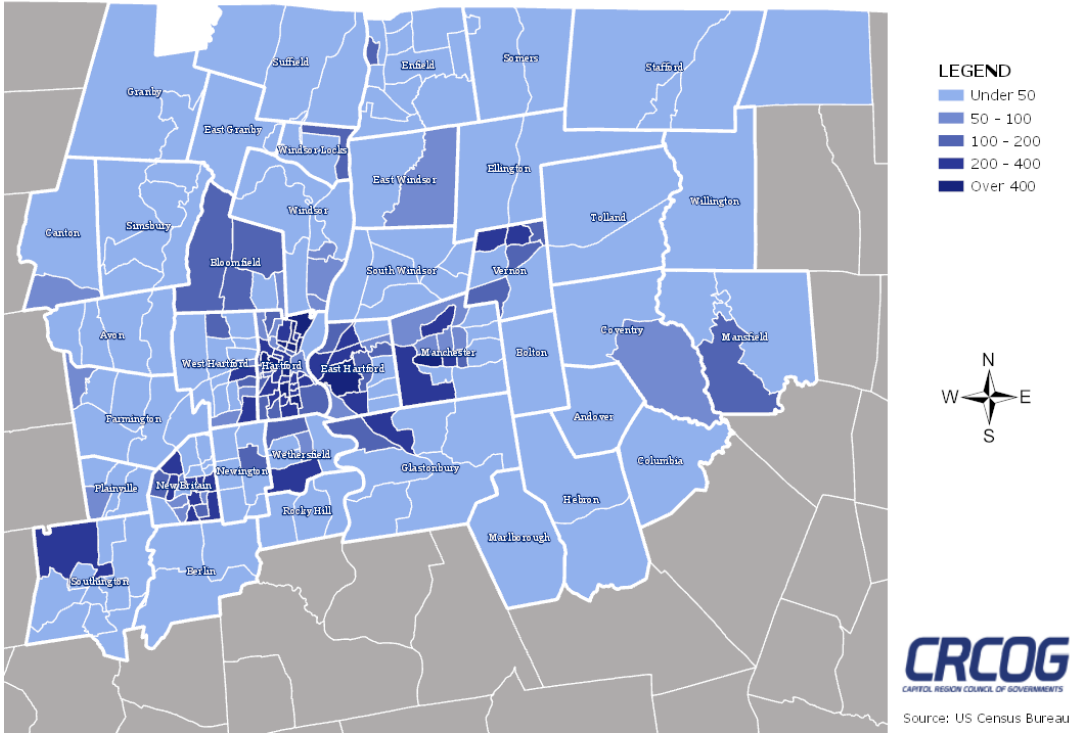 Suffield
Enfield
Somers
Stafford
Granby
East Granby
Windsor Locks
East Windsor
Ellington
Willington
Tolland
Windsor
Simsbury
Canton
Bloomfield
South Windsor
Vernon
Avon
Coventry
Mansfield
West Hartford
Hartford
East Hartford
Manchester
Bolton
Farmington
Andover
Wethersfield
Glastonbury
Columbia
Newington
Plainville
New Britain
Hebron
Rocky Hill
Marlborough
Berlin
Southington
LEGEND
Under 50
50 - 100
100 - 200
200 - 400
Over 400
N
W E
S
CRCOG
CAPITOL REGION COUNCIL OF GOVERNMENTS
Source: US Census Bureau